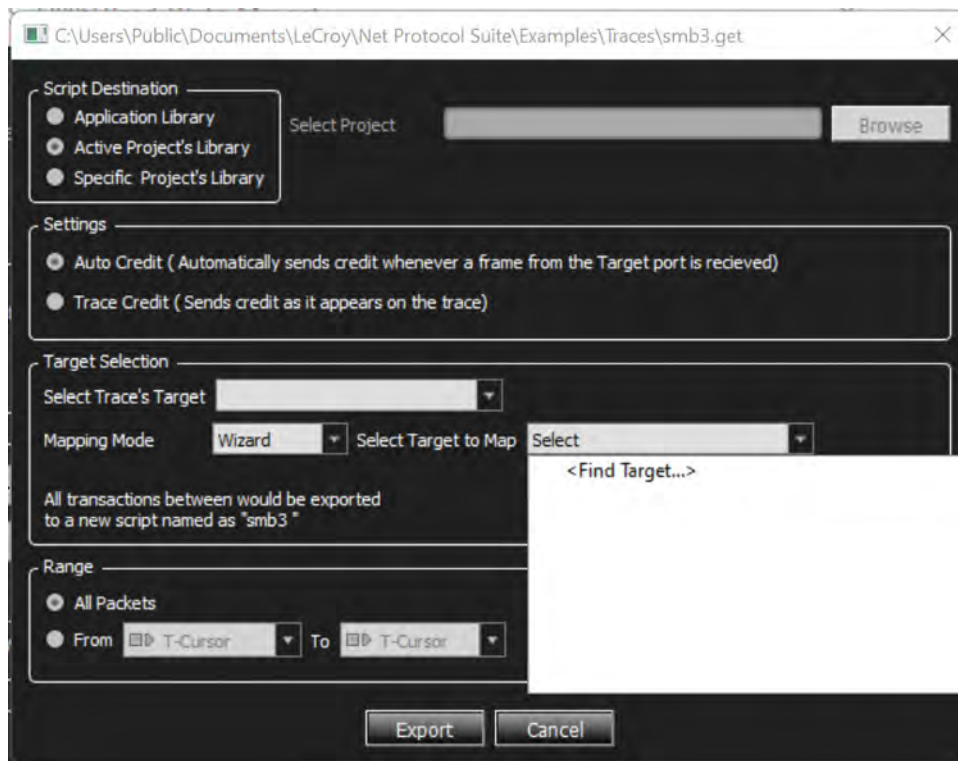 C:\Users\Public\Documents\LeCroy\Net Protocol Suite\Examples\Traces\smb3.get
Script Destination
Application Library
Active Project's Library
Specific Project's Library
Select Project
Browse
Settings
Auto Credit ( Automatically sends credit whenever a frame from the Target port is recieved)
Trace Credit ( Sends credit as it appears on the trace)
Target Selection
Select Trace's Target
Mapping Mode Wizard Select Target to Map Select
<Find Target...>
All transactions between would be exported
to a new script named as "smb3 "
Range
All Packets
From T-Cursor To T-Cursor
Export Cancel